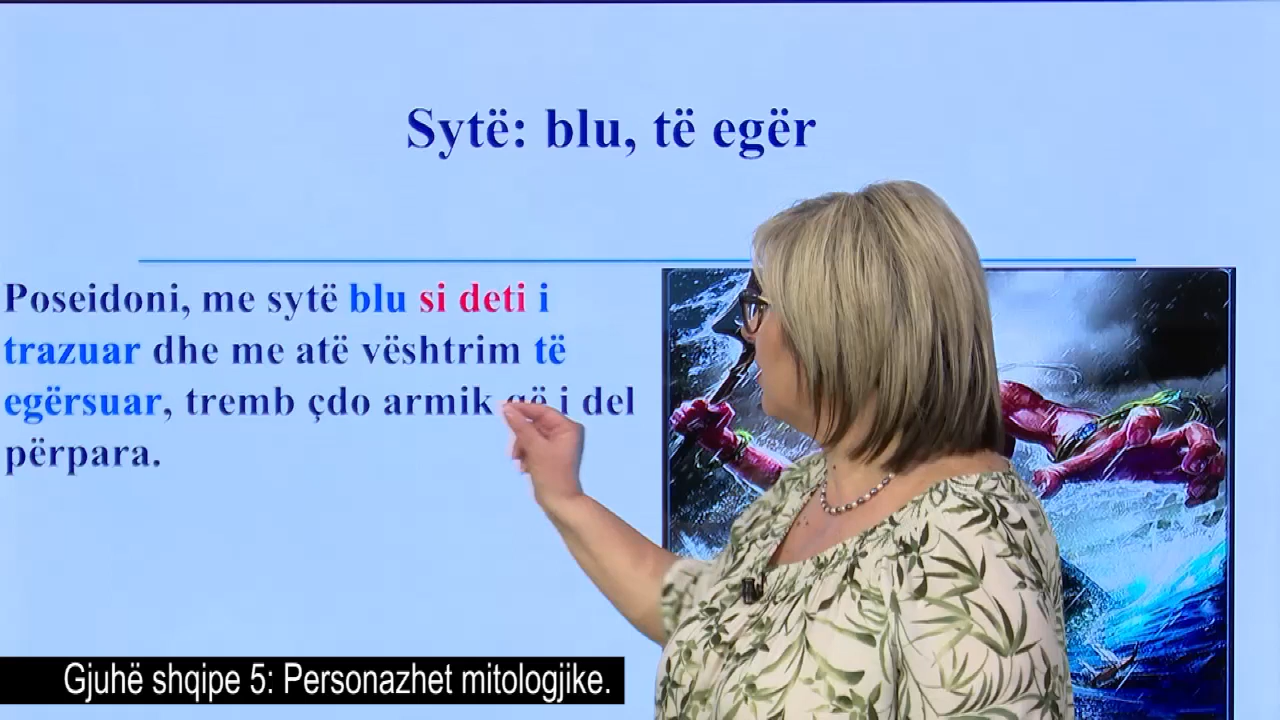 Sytë: blu, të egër
Poseidoni, me sytë blu si deti i
trazuar dhe me atë vështrim të
egërsuar, tremb çdo armik që i del
përpara.
Gjuhë shqipe 5: Personazhet mitologjike.